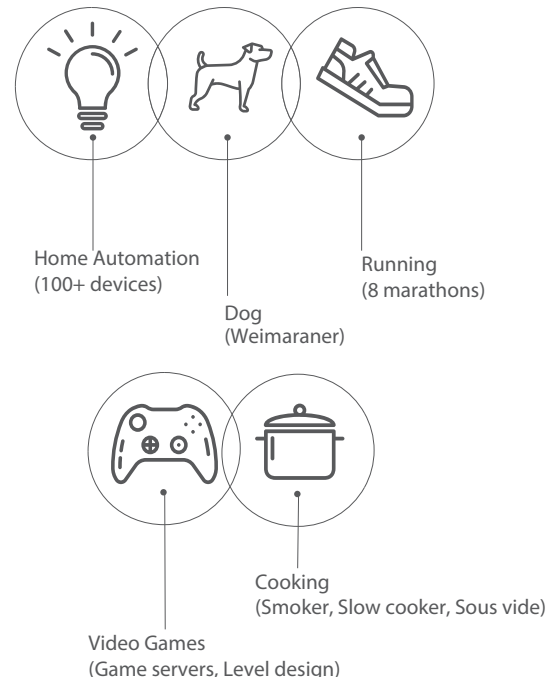 Home Automation
(100+ devices)
Running
(8 marathons)
Dog
(Weimaraner)
Cooking
(Smoker, Slow cooker, Sous vide)
Video Games
(Game servers, Level design)